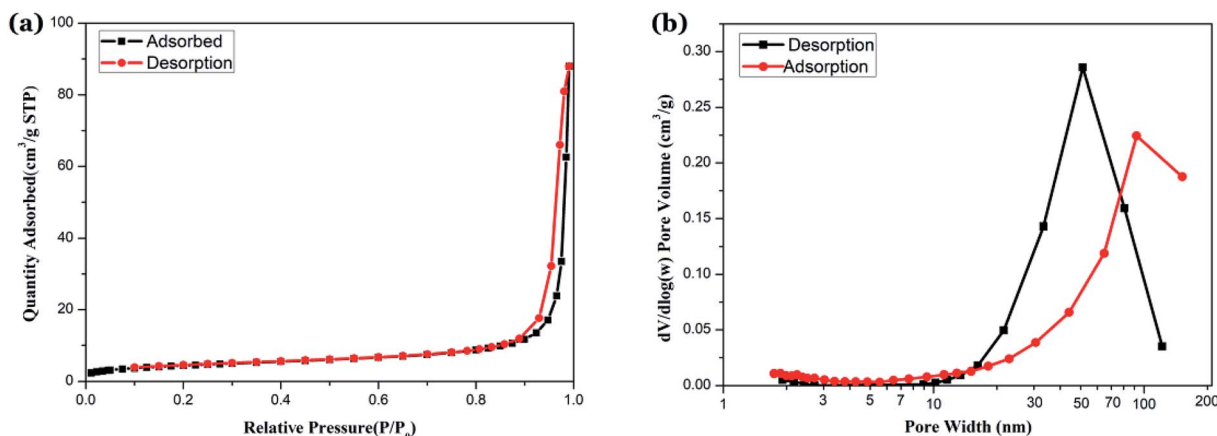 (a)
Adsorbed
Desorption
Quantity Adsorbed(cm³/g STP)
100
80
60
40
20
0
0.0 0.2 0.4 0.6 0.8 1.0
Relative Pressure(P/P₀)
(b)
Desorption
Adsorption
dV/dlog(w) Pore Volume (cm³/g)
0.30
0.25
0.20
0.15
0.10
0.05
0.00
1 3 5 7 10 30 50 70 100 200
Pore Width (nm)